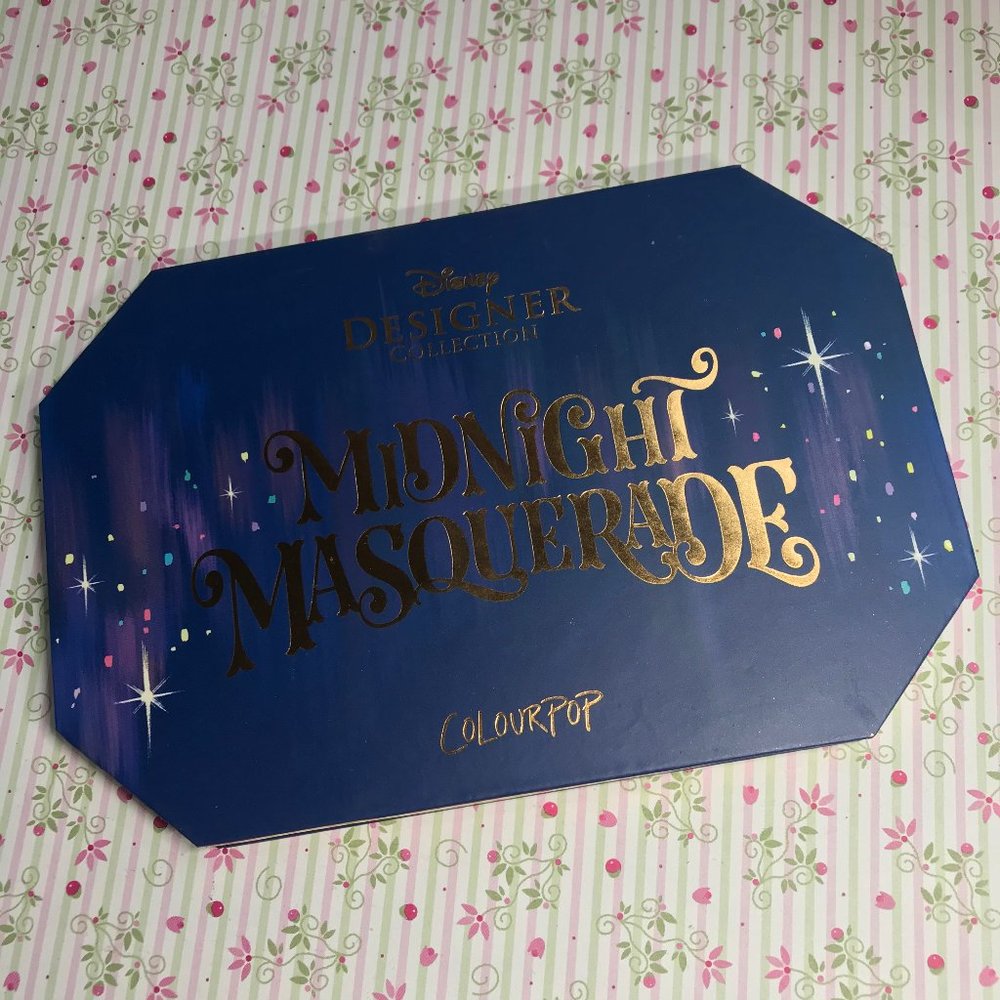 Disney
DESIGNER
COLLECTION
MIDNiGHT
MASQUERADE
COLOURPOP